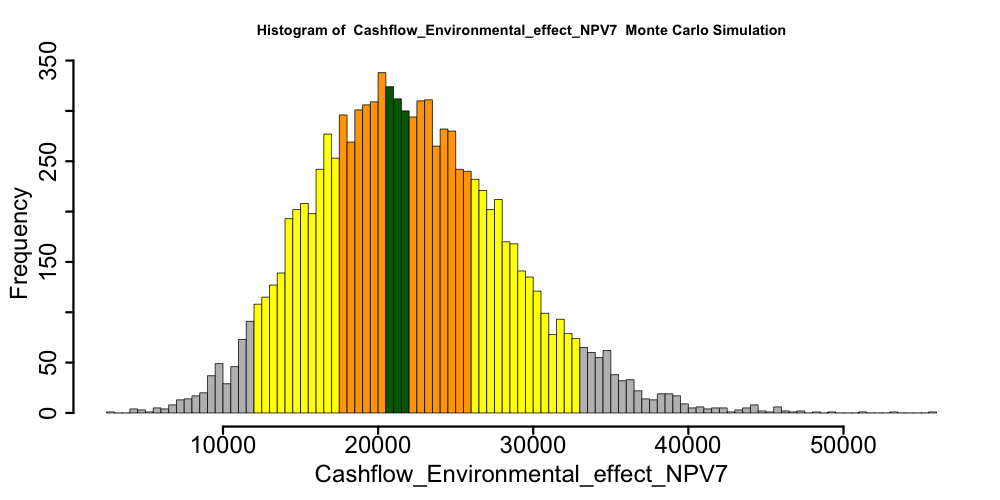 Histogram of  Cashflow_Environmental_effect_NPV7  Monte Carlo Simulation
350
250
150
50
0
Frequency
10000 20000 30000 40000 50000
Cashflow_Environmental_effect_NPV7